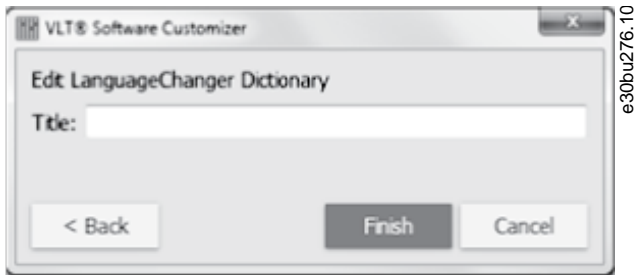 VLT® Software Customizer
x
Edit LanguageChanger Dictionary
Title:
< Back
Finish
Cancel
e30bu276.10